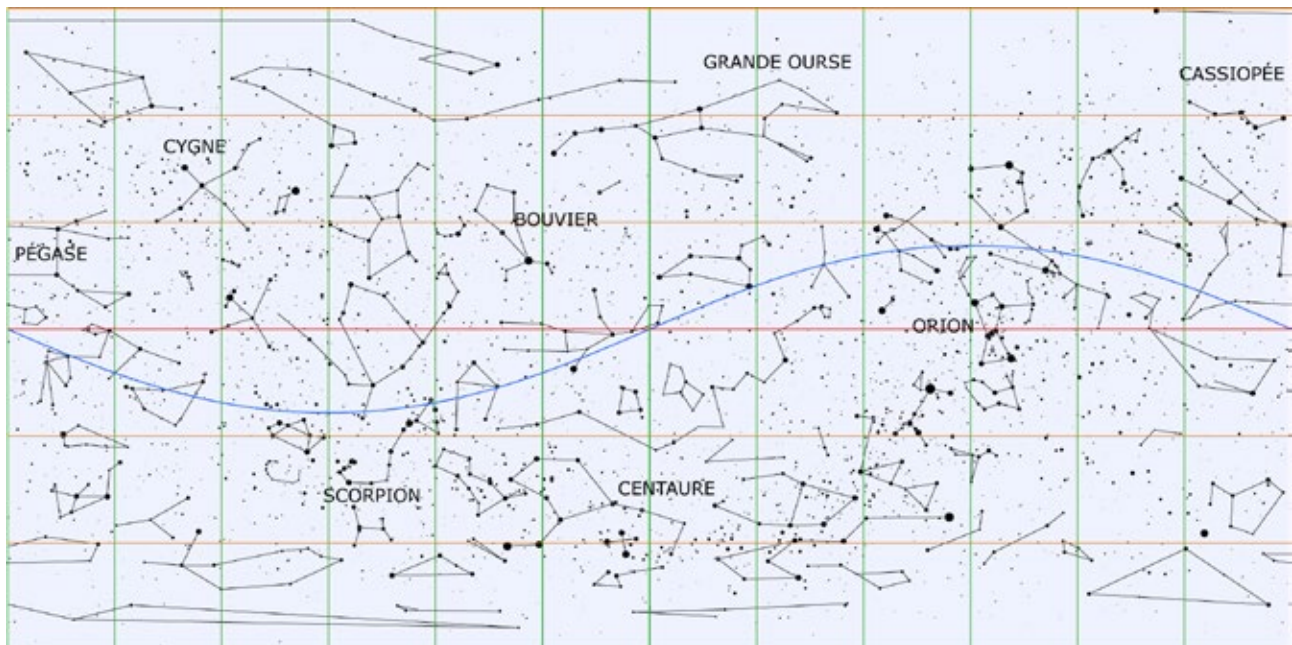 GRANDE OURSE
CASSIOPÉE
CYGNE
BOUVIER
PÉGASE
ORION
CENTAURE
SCORPION